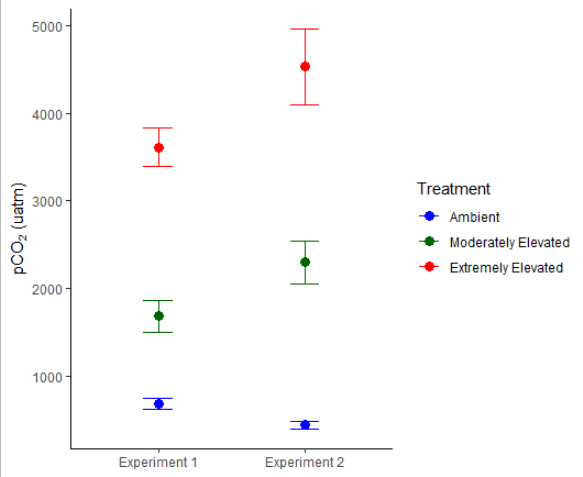 5000
4000
3000
2000
1000
pCO₂ (uatm)
Experiment 1
Experiment 2
Treatment
Ambient
Moderately Elevated
Extremely Elevated